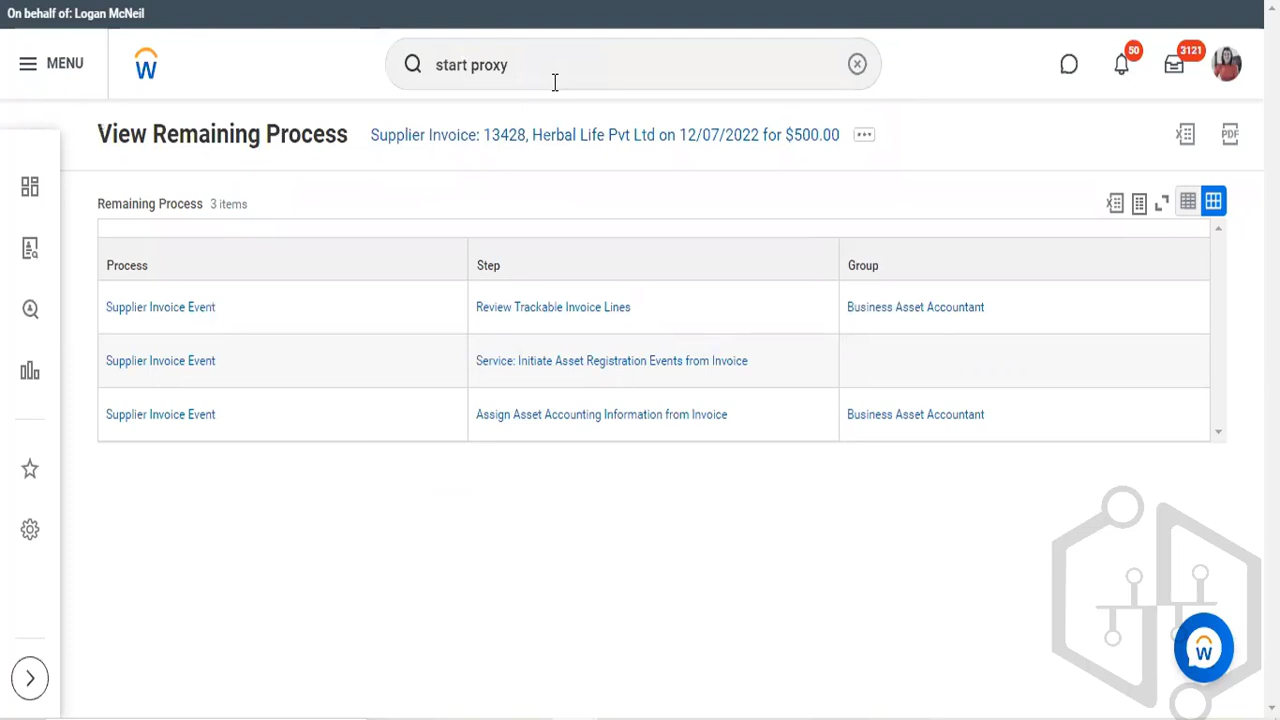 On behalf of: Logan McNeil
MENU
start proxy
50
3121
View Remaining Process
Supplier Invoice: 13428, Herbal Life Pvt Ltd on 12/07/2022 for $500.00
PDF
Remaining Process 3 items
Process Step Group
Supplier Invoice Event Review Trackable Invoice Lines Business Asset Accountant
Supplier Invoice Event Service: Initiate Asset Registration Events from Invoice
Supplier Invoice Event Assign Asset Accounting Information from Invoice Business Asset Accountant